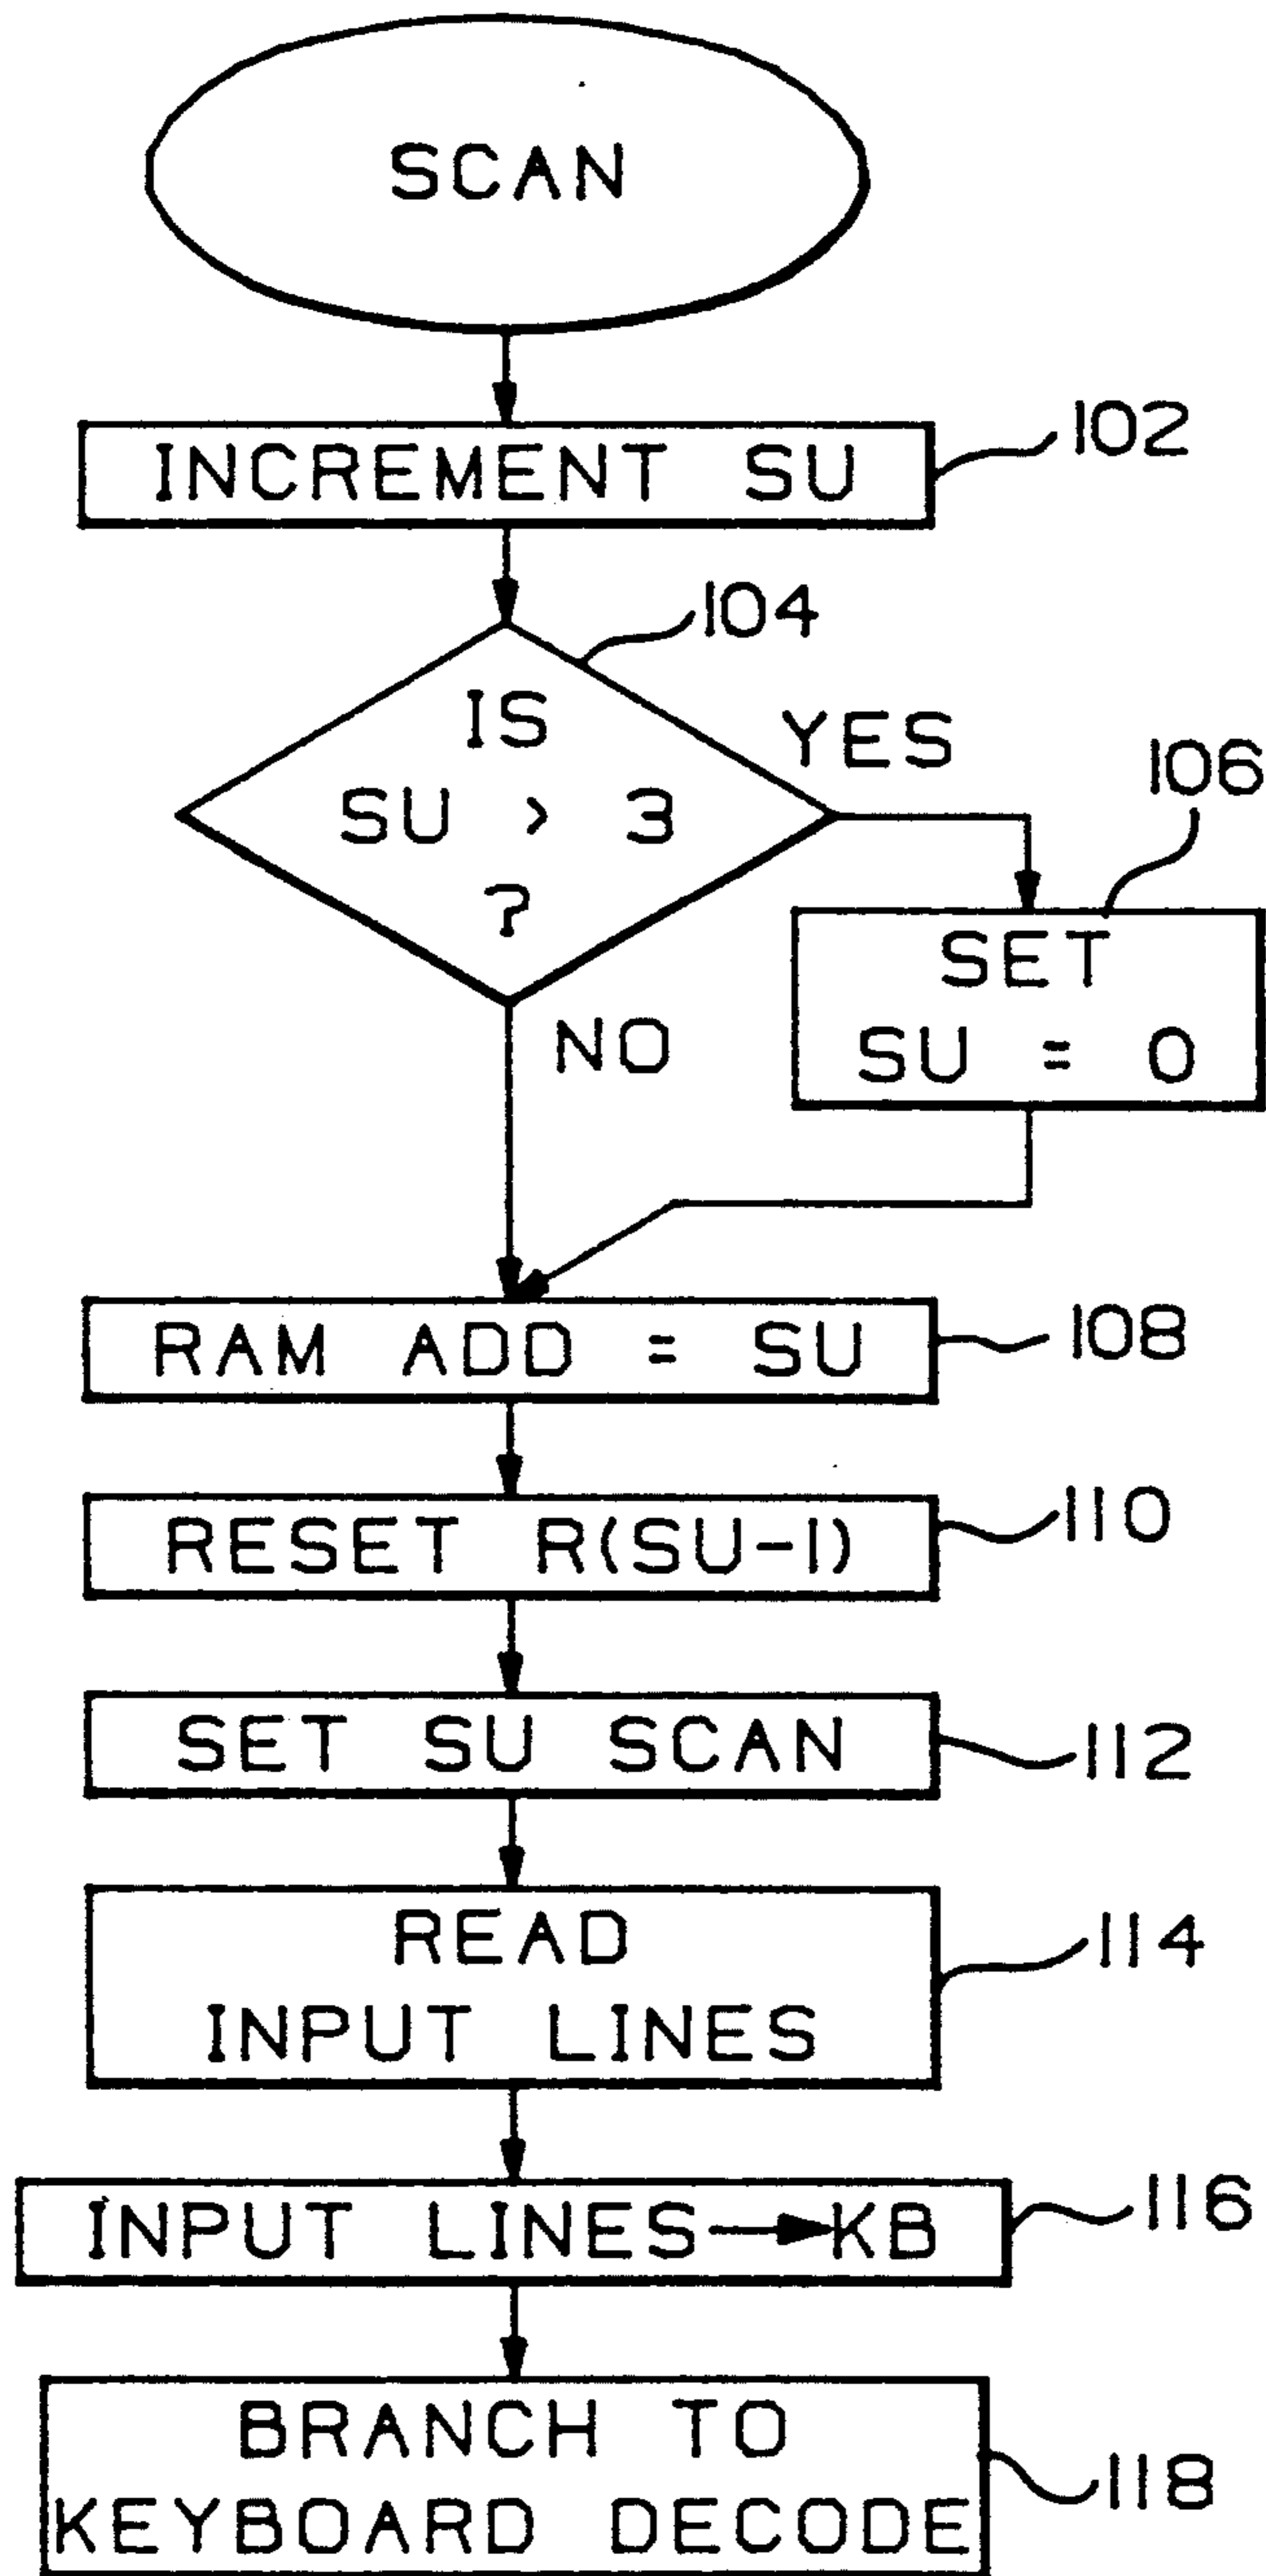 SCAN
INCREMENT SU
102
104
IS
SU > 3
?
YES
106
SET
SU = 0
NO
RAM ADD = SU
108
RESET R(SU-1)
110
SET SU SCAN
112
READ
INPUT LINES
114
INPUT LINES→KB
116
BRANCH TO
KEYBOARD DECODE
118